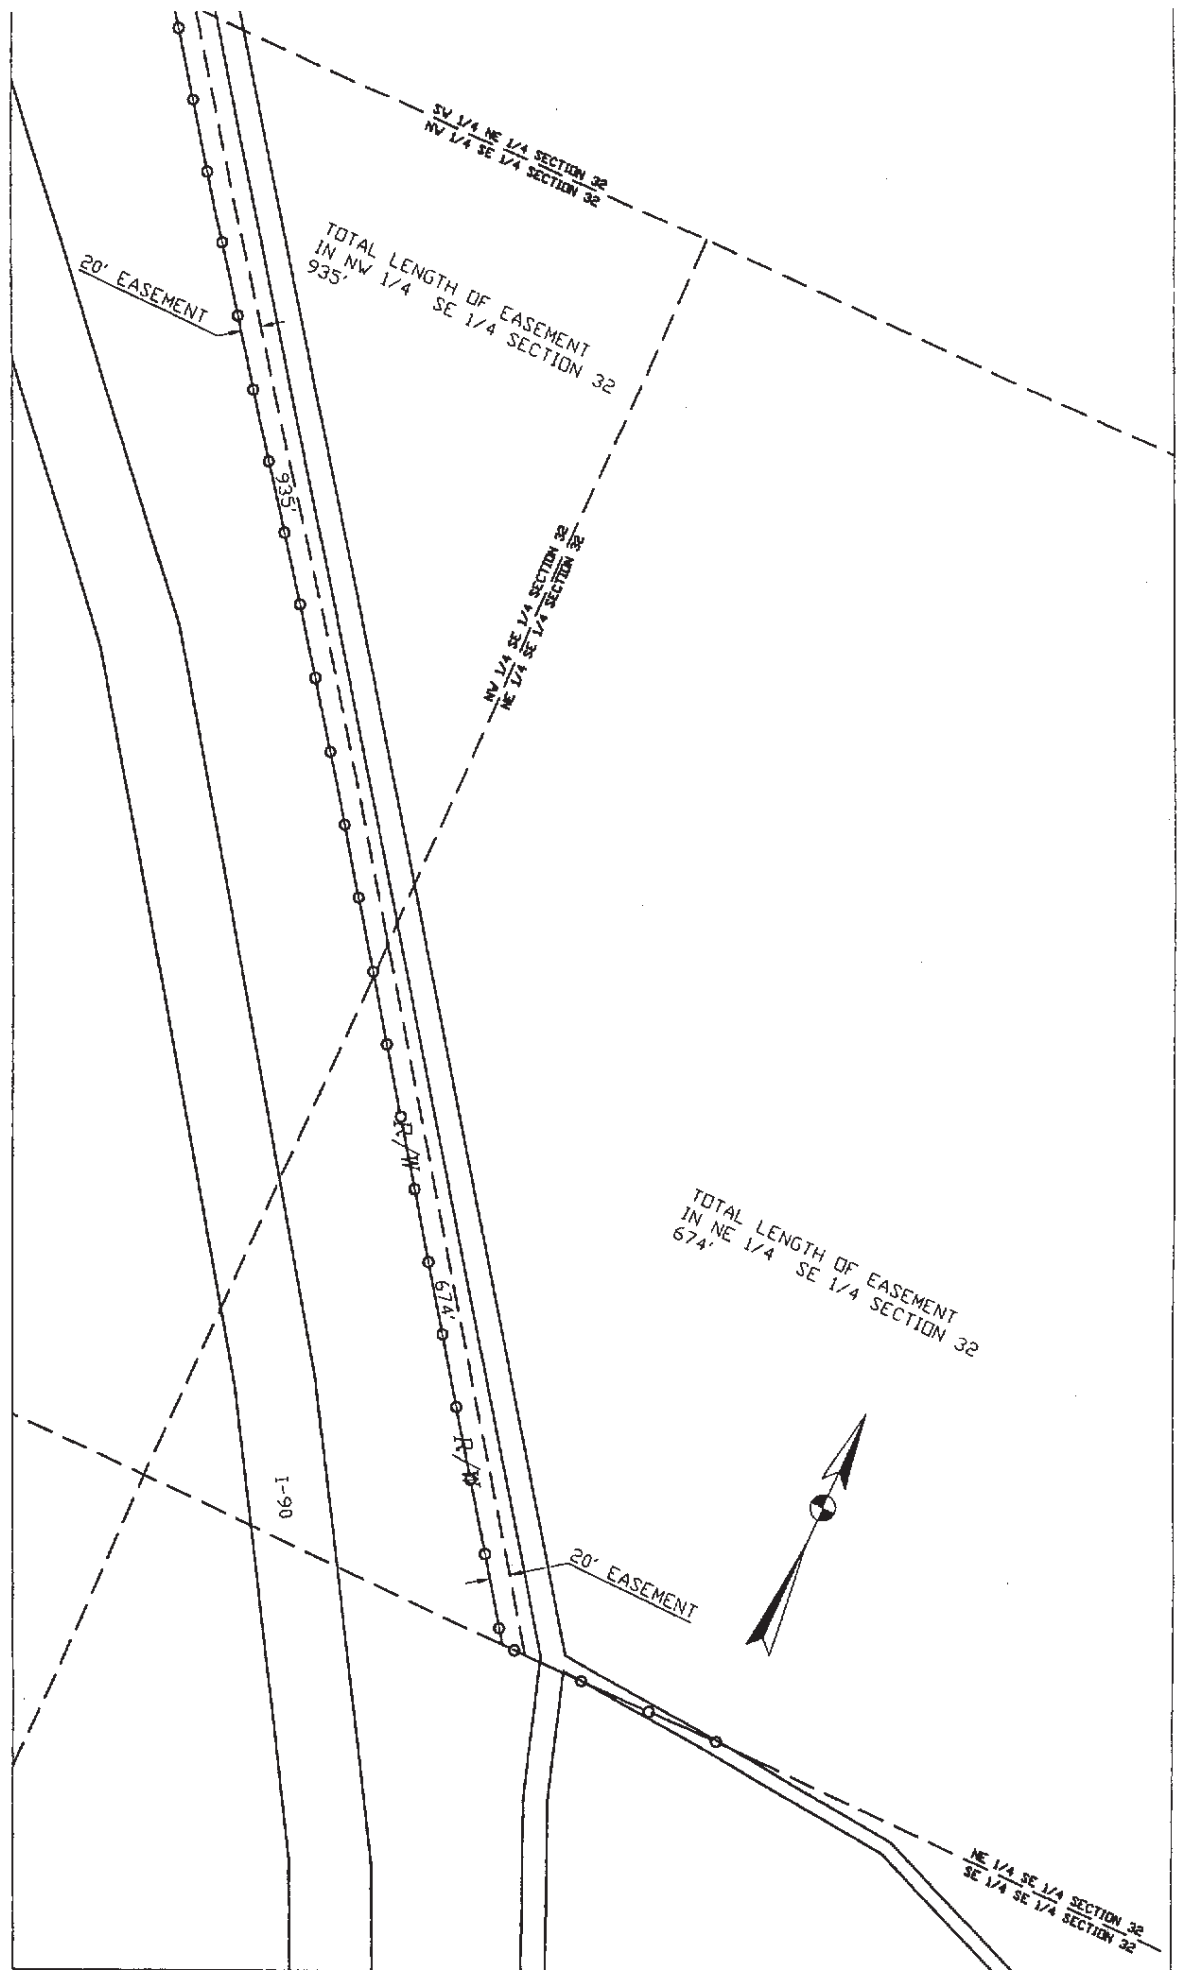 SW 1/4 NE 1/4 SECTION 32
NW 1/4 SE 1/4 SECTION 32
TOTAL LENGTH OF EASEMENT
IN NW 1/4 SE 1/4 SECTION 32
935'
20' EASEMENT
935'
NW 1/4 SE 1/4 SECTION 32
NE 1/4 SE 1/4 SECTION 32
R/W
TOTAL LENGTH OF EASEMENT
IN NE 1/4 SE 1/4 SECTION 32
674'
674'
R/W
I-90
20' EASEMENT
NE 1/4 SE 1/4 SECTION 32
SE 1/4 SE 1/4 SECTION 32